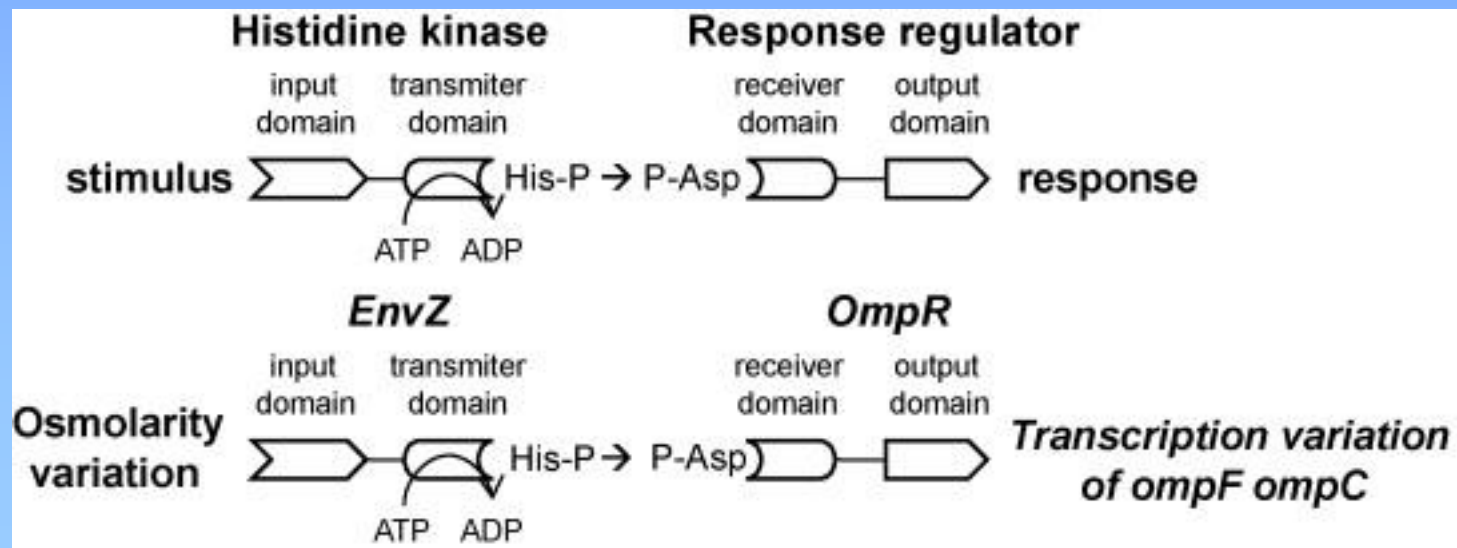 Histidine kinase Response regulator
input transmiter receiver output
domain domain domain domain
stimulus His-P → P-Asp response
ATP ADP
EnvZ OmpR
input transmiter receiver output
domain domain domain domain
Osmolarity
variation
His-P → P-Asp
Transcription variation
of ompF ompC
ATP ADP